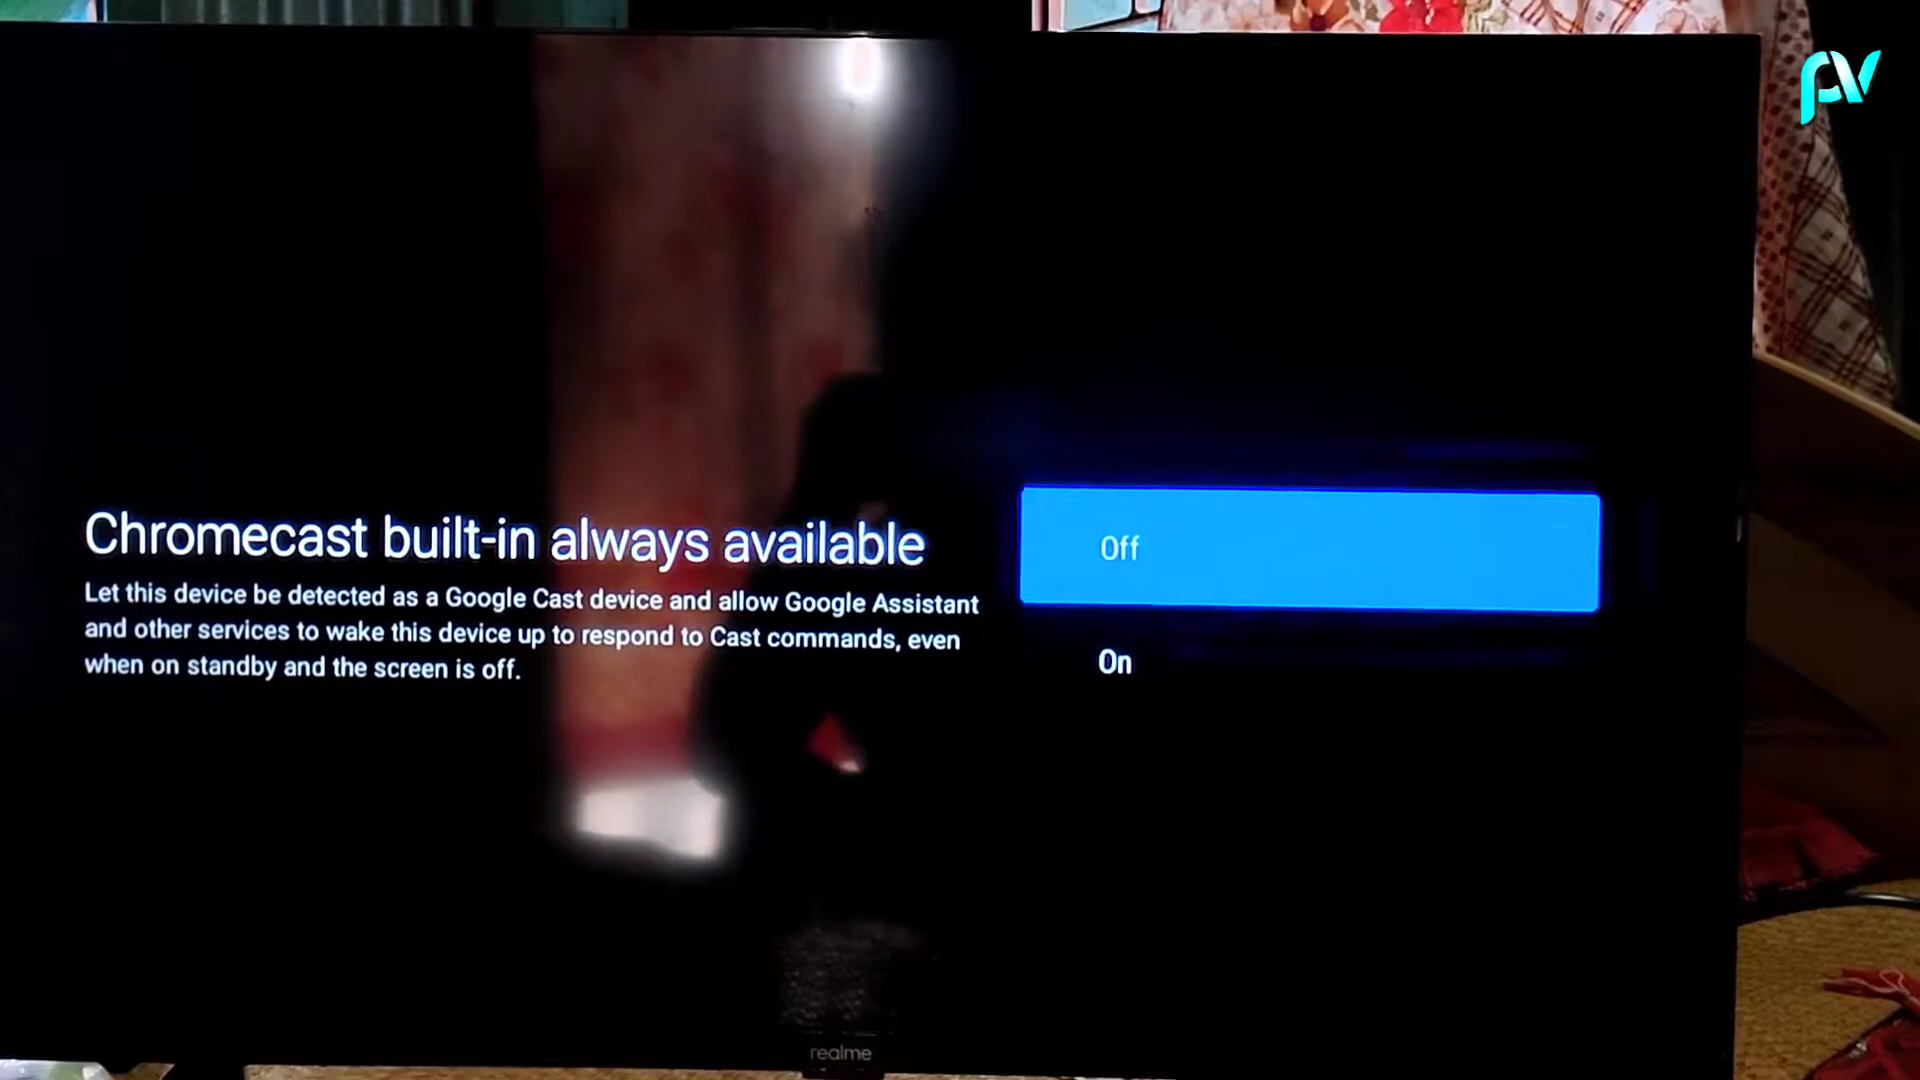 Chromecast built-in always available
Let this device be detected as a Google Cast device and allow Google Assistant
and other services to wake this device up to respond to Cast commands, even
when on standby and the screen is off.
Off
On
realme